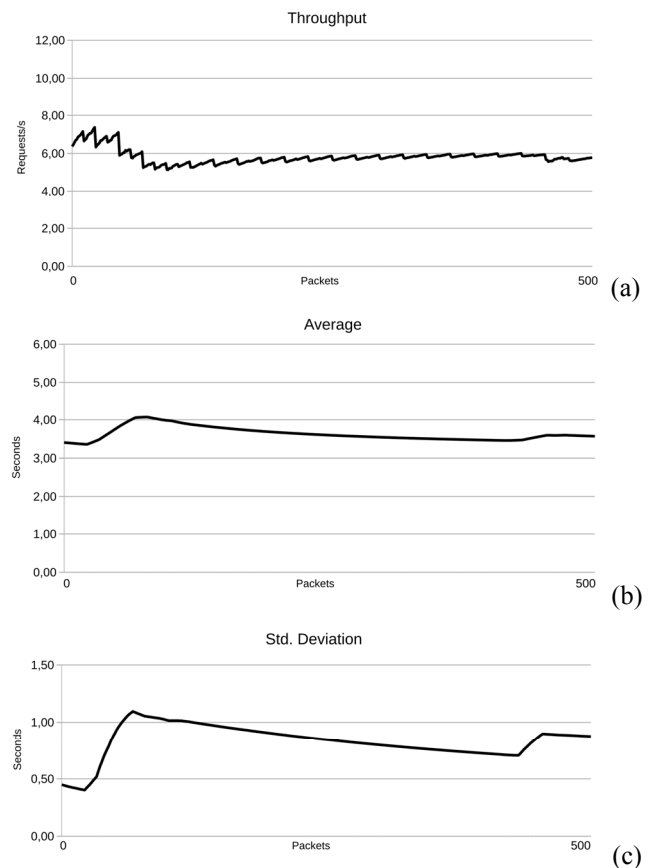 Throughput
12,00
10,00
8,00
6,00
4,00
2,00
0,00
Requests/s
0 Packets 500
(a)
Average
6,00
5,00
4,00
3,00
2,00
1,00
0,00
Seconds
0 Packets 500
(b)
Std. Deviation
1,50
1,00
0,50
0,00
Seconds
0 Packets 500
(c)